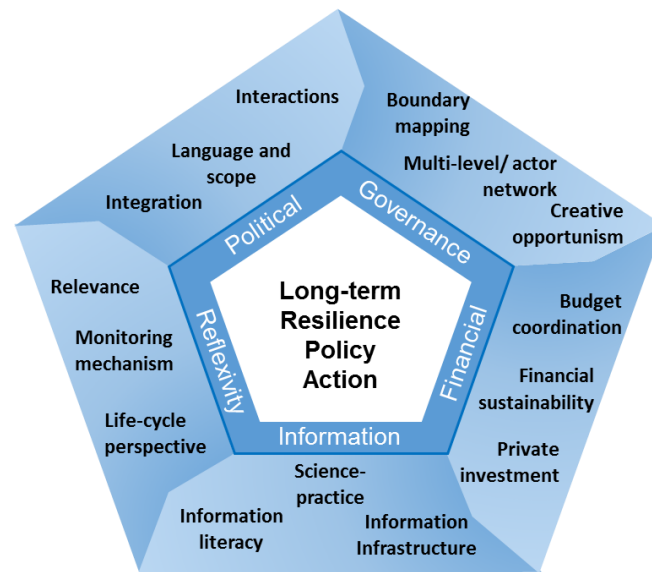 Interactions
Language and
scope
Integration
Political
Boundary
mapping
Multi-level/ actor
network
Creative
opportunism
Governance
Relevance
Monitoring
mechanism
Life-cycle
perspective
Reflexivity
Long-term
Resilience
Policy
Action
Financial
Budget
coordination
Financial
sustainability
Private
investment
Information
Science-
practice
Information
literacy
Information
Infrastructure